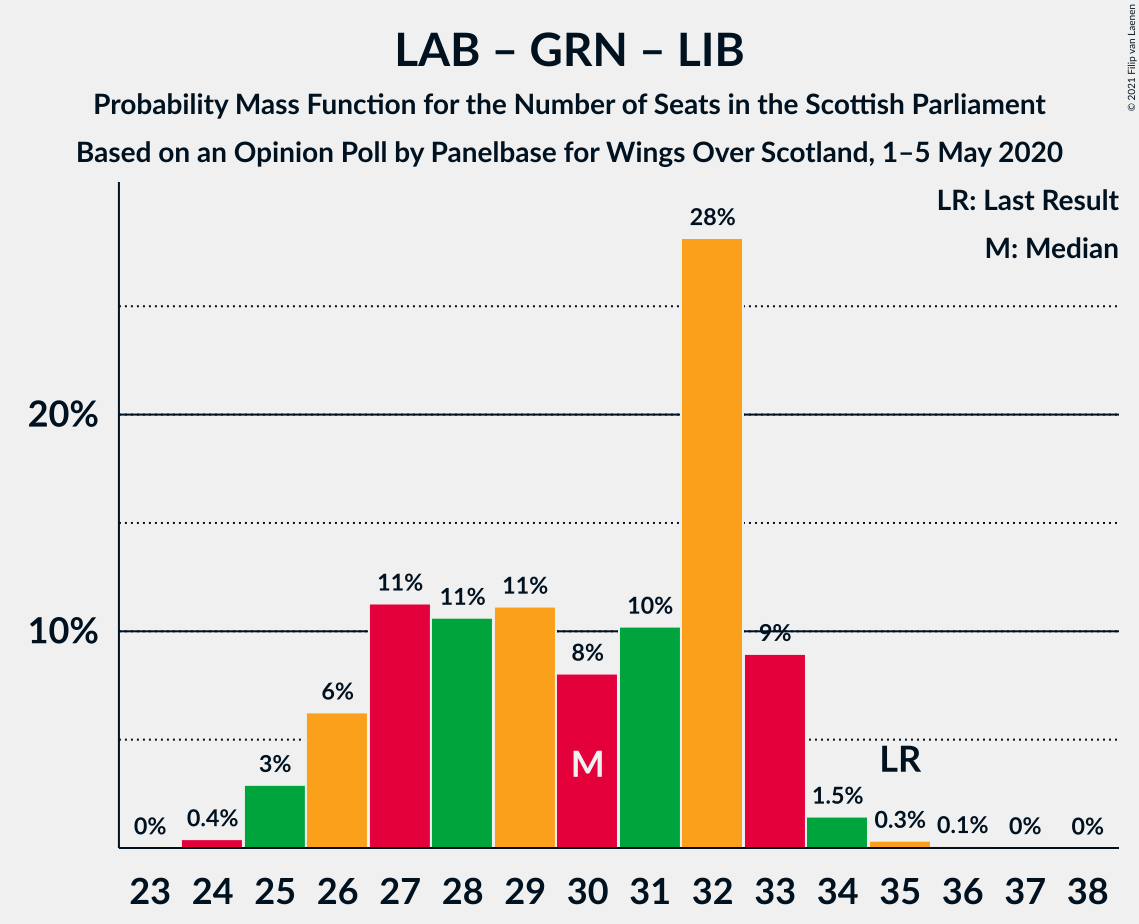 LAB – GRN – LIB
Probability Mass Function for the Number of Seats in the Scottish Parliament
Based on an Opinion Poll by Panelbase for Wings Over Scotland, 1–5 May 2020
© 2021 Filip van Laenen
LR: Last Result
M: Median
28%
20%
11%
11%
11%
10%
10%
9%
8%
6%
M
LR
3%
1.5%
0%
0.4%
0.3%
0.1%
0%
0%
23 24 25 26 27 28 29 30 31 32 33 34 35 36 37 38